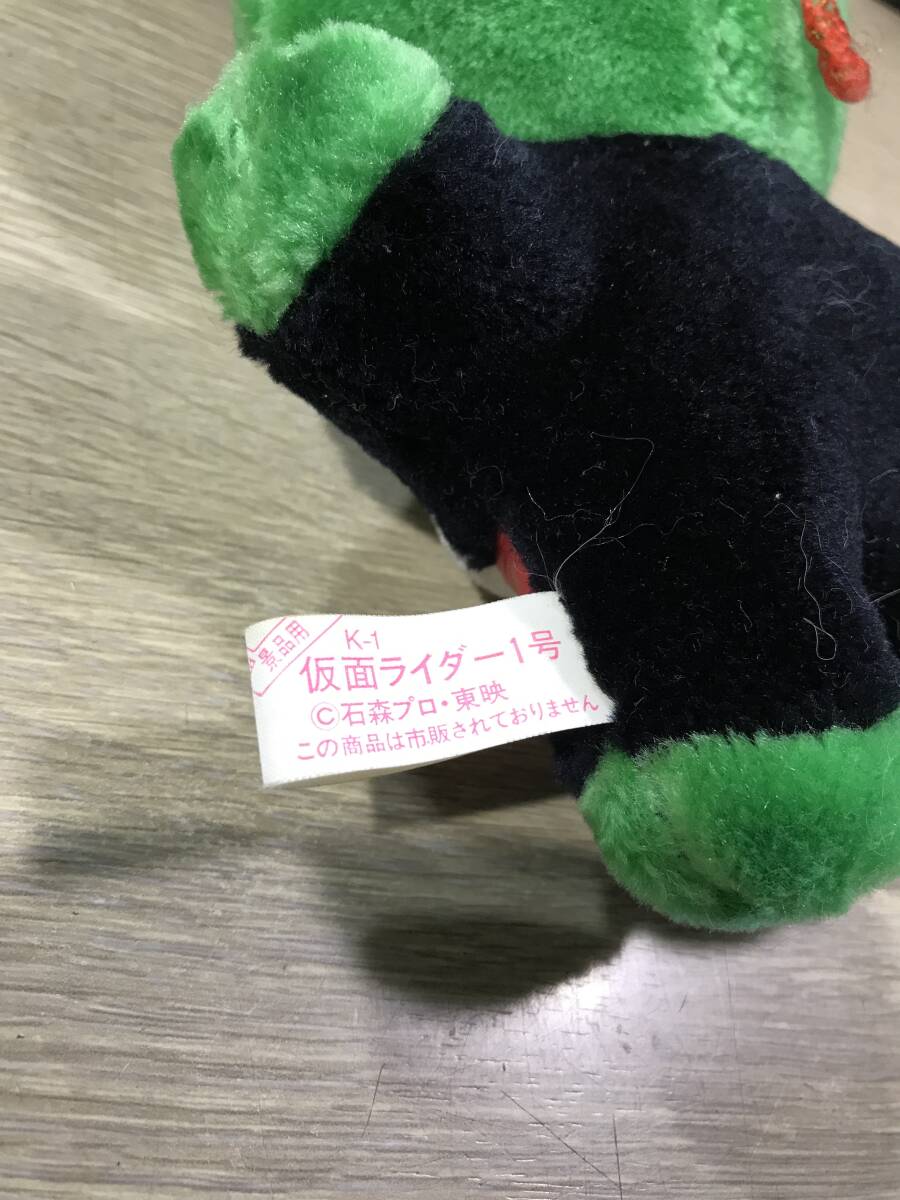 景品用
K-1
仮面ライダー1号
©石森プロ・東映
この商品は市販されておりません